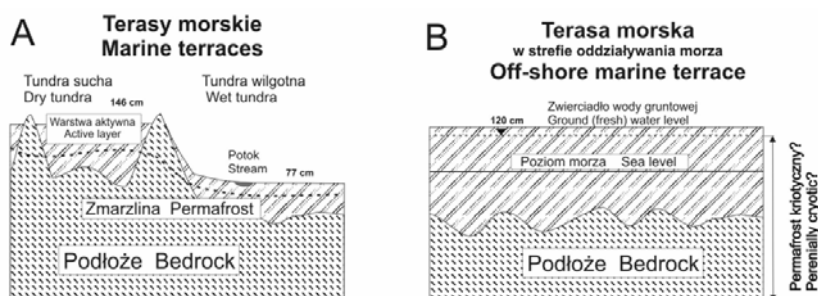 A
Terasy morskie
Marine terraces
Tundra sucha
Dry tundra
146 cm
Tundra wilgotna
Wet tundra
Warstwa aktywna
Active layer
Potok
Stream
77 cm
Zmarzlina Permafrost
Podłoże Bedrock
B
Terasa morska
w strefie oddziaływania morza
Off-shore marine terrace
Zwierciadło wody gruntowej
Ground (fresh) water level
120 cm
Poziom morza Sea level
Podłoże Bedrock
Permafrost kriotyczny?
Perenially cryotic?